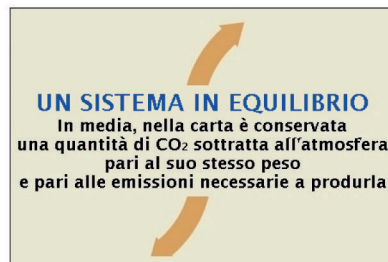 UN SISTEMA IN EQUILIBRIO
In media, nella carta è conservata
una quantità di CO₂ sottratta all'atmosfera
pari al suo stesso peso
e pari alle emissioni necessarie a produrla